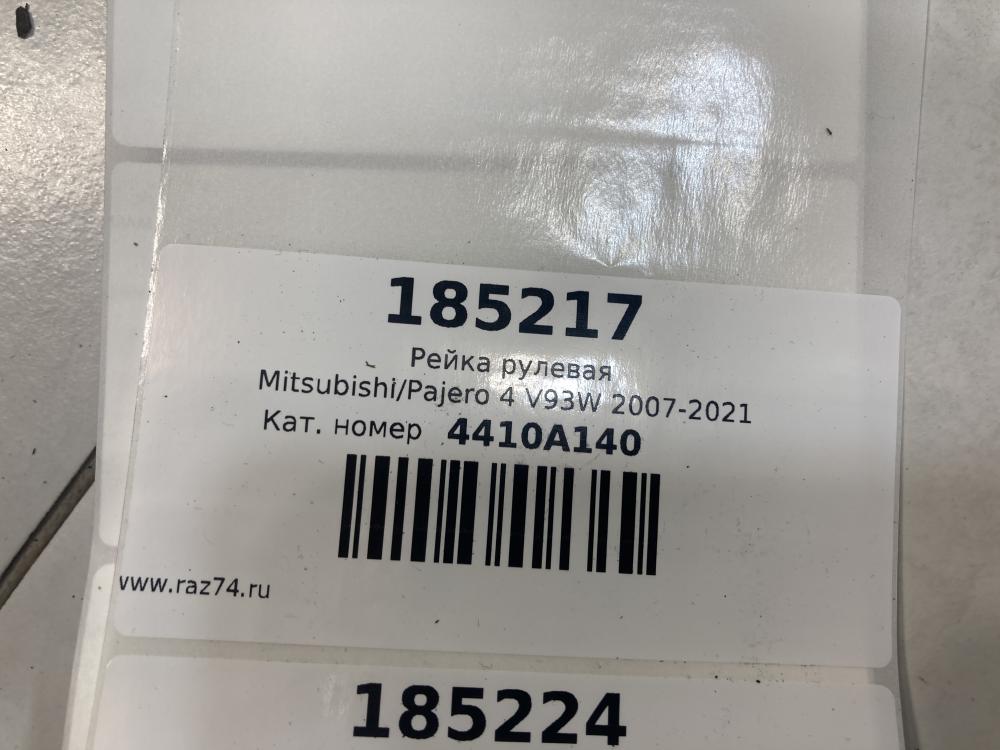 185217
Рейка рулевая
Mitsubishi/Pajero 4 V93W 2007-2021
Кат. номер 4410A140
www.raz74.ru
185224